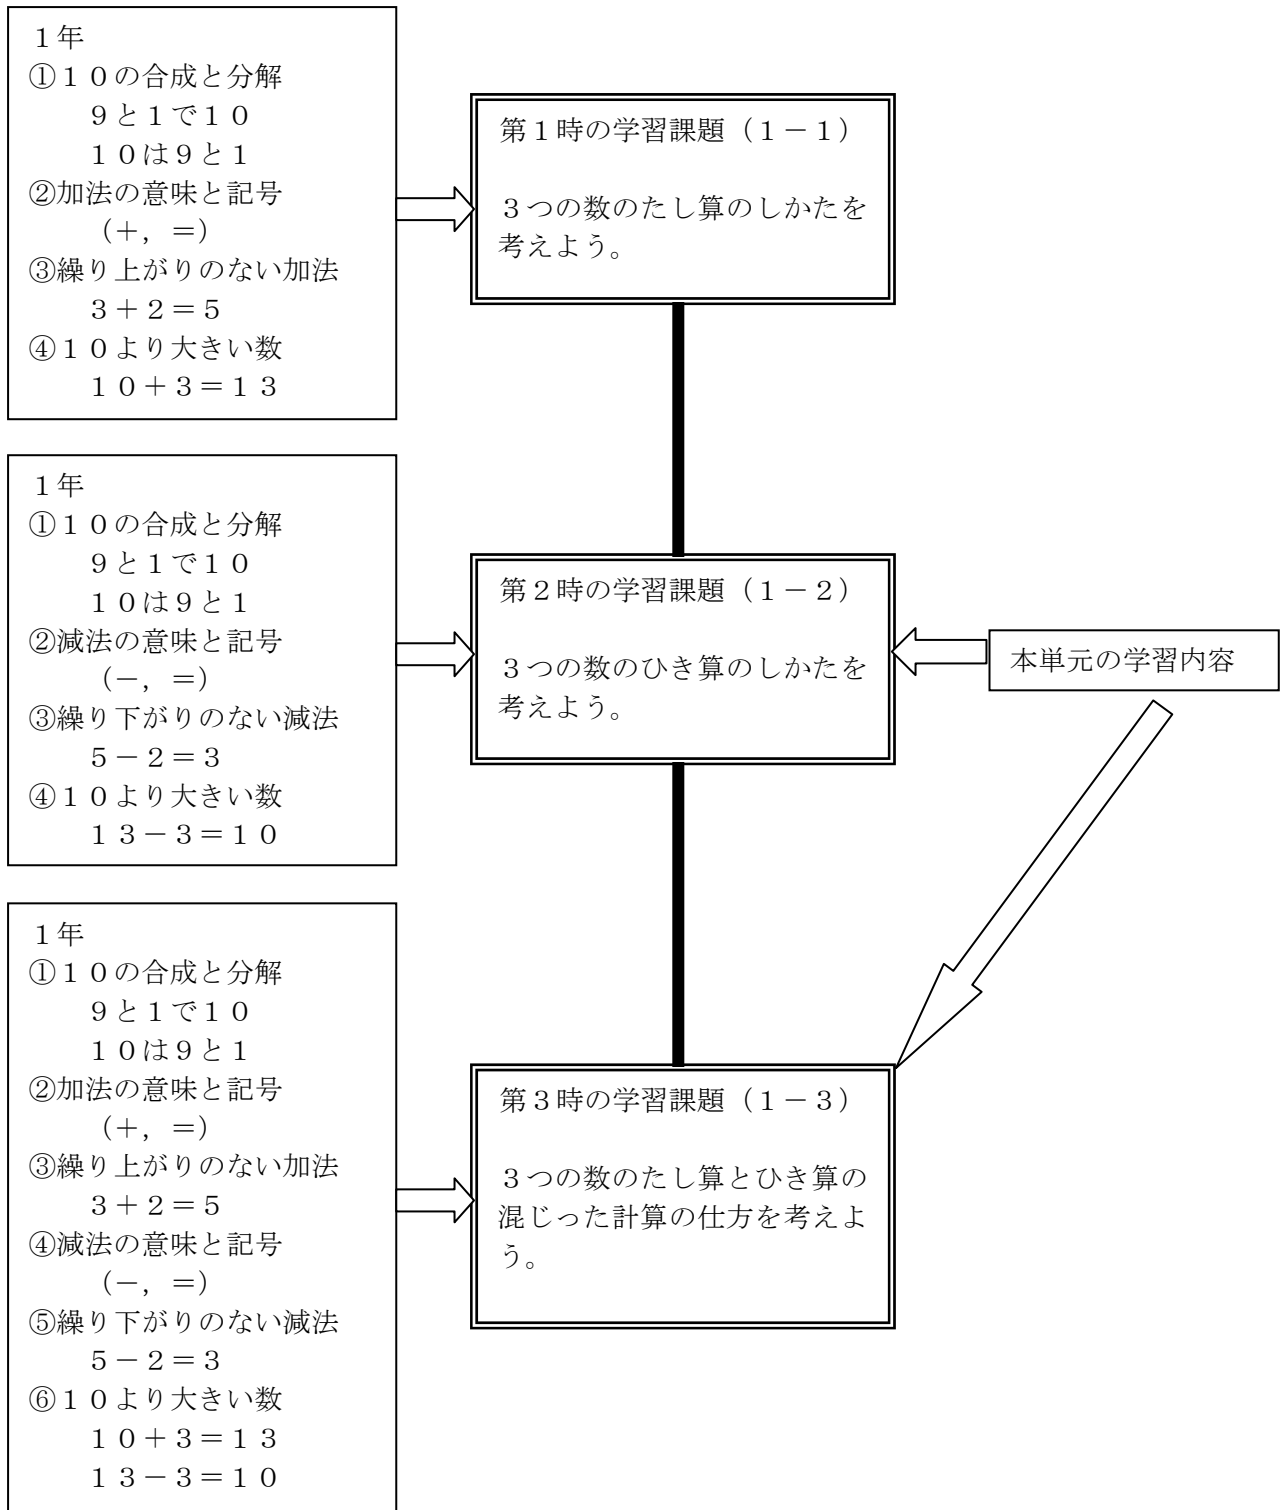 １年
①１０の合成と分解
９と１で１０
１０は９と１
②加法の意味と記号
（＋，＝）
③繰り上がりのない加法
３＋２＝５
④１０より大きい数
１０＋３＝１３
第１時の学習課題（１－１）
３つの数のたし算のしかたを
考えよう。
１年
①１０の合成と分解
９と１で１０
１０は９と１
②減法の意味と記号
（－，＝）
③繰り下がりのない減法
５－２＝３
④１０より大きい数
１３－３＝１０
第２時の学習課題（１－２）
３つの数のひき算のしかたを
考えよう。
本単元の学習内容
１年
①１０の合成と分解
９と１で１０
１０は９と１
②加法の意味と記号
（＋，＝）
③繰り上がりのない加法
３＋２＝５
④減法の意味と記号
（－，＝）
⑤繰り下がりのない減法
５－２＝３
⑥１０より大きい数
１０＋３＝１３
１３－３＝１０
第３時の学習課題（１－３）
３つの数のたし算とひき算の
混じった計算の仕方を考えよ
う。